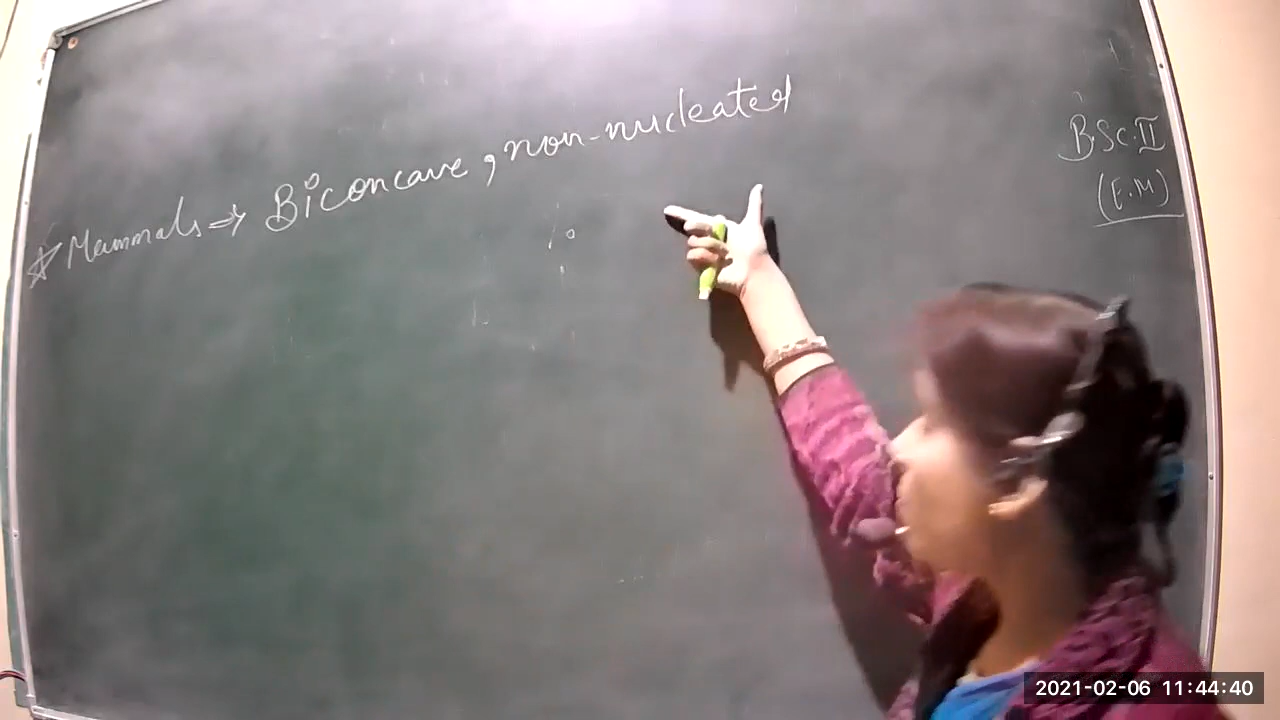 * Mammals ⇒ Biconcave, non-nucleated
B.Sc.II
(E.M)
2021-02-06 11:44:40